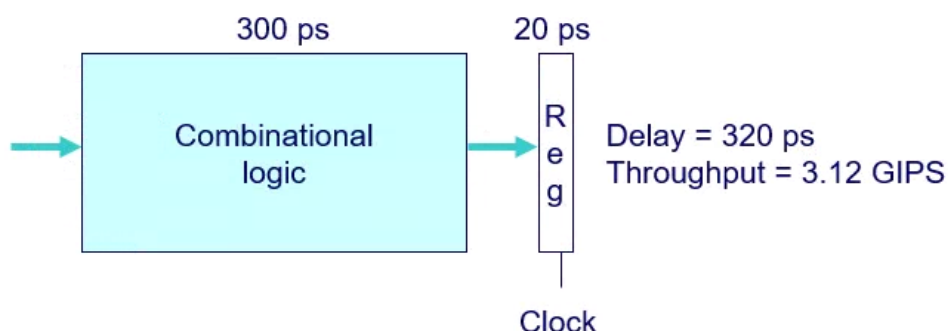 300 ps
20 ps
Combinational
logic
R
e
g
Delay = 320 ps
Throughput = 3.12 GIPS
Clock